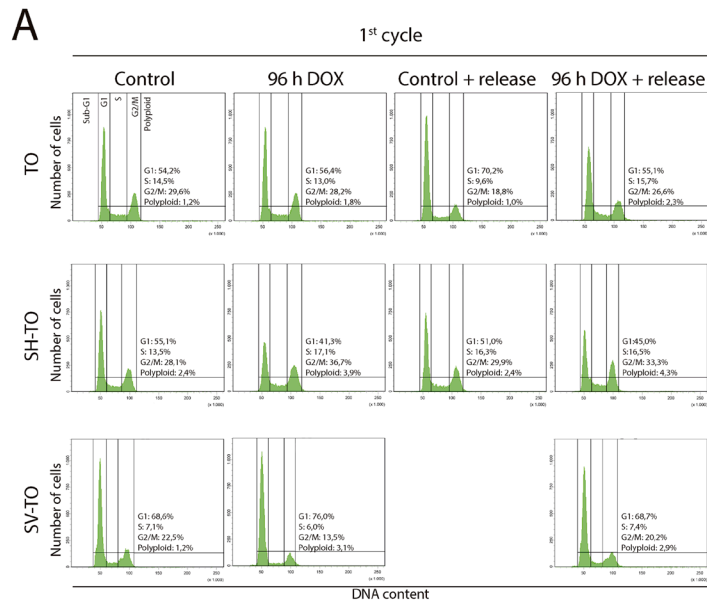 A
1st cycle
Control
96 h DOX
Control + release
96 h DOX + release
TO
Number of cells
Sub-G1
G1
S
G2/M
Polyploid
G1: 54,2%
S: 14,5%
G2/M: 29,6%
Polyploid: 1,2%
G1: 56,4%
S: 13,0%
G2/M: 28,2%
Polyploid: 1,8%
G1: 70,2%
S: 9,6%
G2/M: 18,8%
Polyploid: 1,0%
G1: 55,1%
S: 15,7%
G2/M: 26,6%
Polyploid: 2,3%
SH-TO
Number of cells
G1: 55,1%
S: 13,5%
G2/M: 28,1%
Polyploid: 2,4%
G1: 41,3%
S: 17,1%
G2/M: 36,7%
Polyploid: 3,9%
G1: 51,0%
S: 16,3%
G2/M: 29,9%
Polyploid: 2,4%
G1:45,0%
S:16,5%
G2/M: 33,3%
Polyploid: 4,3%
SV-TO
Number of cells
G1: 68,6%
S: 7,1%
G2/M: 22,5%
Polyploid: 1,2%
G1: 76,0%
S: 6,0%
G2/M: 13,5%
Polyploid: 3,1%
G1: 68,7%
S: 7,4%
G2/M: 20,2%
Polyploid: 2,9%
DNA content